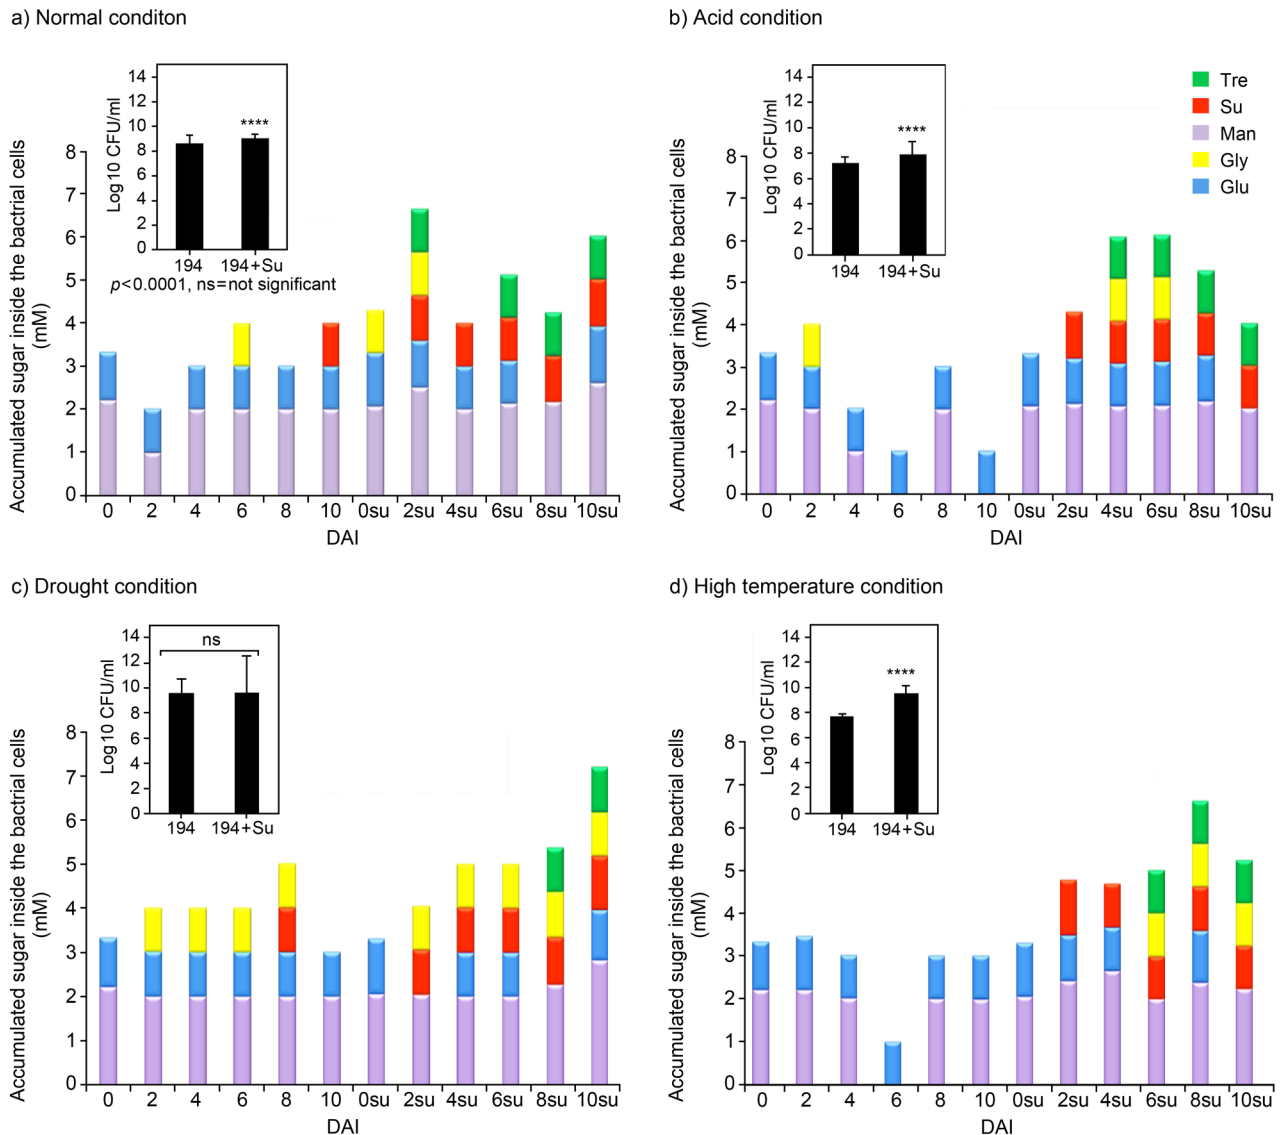 a) Normal conditon
Accumulated sugar inside the bactrial cells
(mM)
8
7
6
5
4
3
2
1
0
Log10 CFU/ml
14
12
10
8
6
4
2
0
****
194 194+Su
p<0.0001, ns=not significant
0 2 4 6 8 10 0su 2su 4su 6su 8su 10su
DAI
b) Acid condition
Accumulated sugar inside the bactrial cells
(mM)
8
7
6
5
4
3
2
1
0
Log10 CFU/ml
14
12
10
8
6
4
2
0
****
194 194+Su
Tre
Su
Man
Gly
Glu
0 2 4 6 8 10 0su 2su 4su 6su 8su 10su
DAI
c) Drought condition
Accumulated sugar inside the bactrial cells
(mM)
8
7
6
5
4
3
2
1
0
Log10 CFU/ml
14
12
10
8
6
4
2
0
ns
194 194+Su
0 2 4 6 8 10 0su 2su 4su 6su 8su 10su
DAI
d) High temperature condition
Accumulated sugar inside the bactrial cells
(mM)
8
7
6
5
4
3
2
1
0
Log10 CFU/ml
14
12
10
8
6
4
2
0
****
194 194+Su
0 2 4 6 8 10 0su 2su 4su 6su 8su 10su
DAI